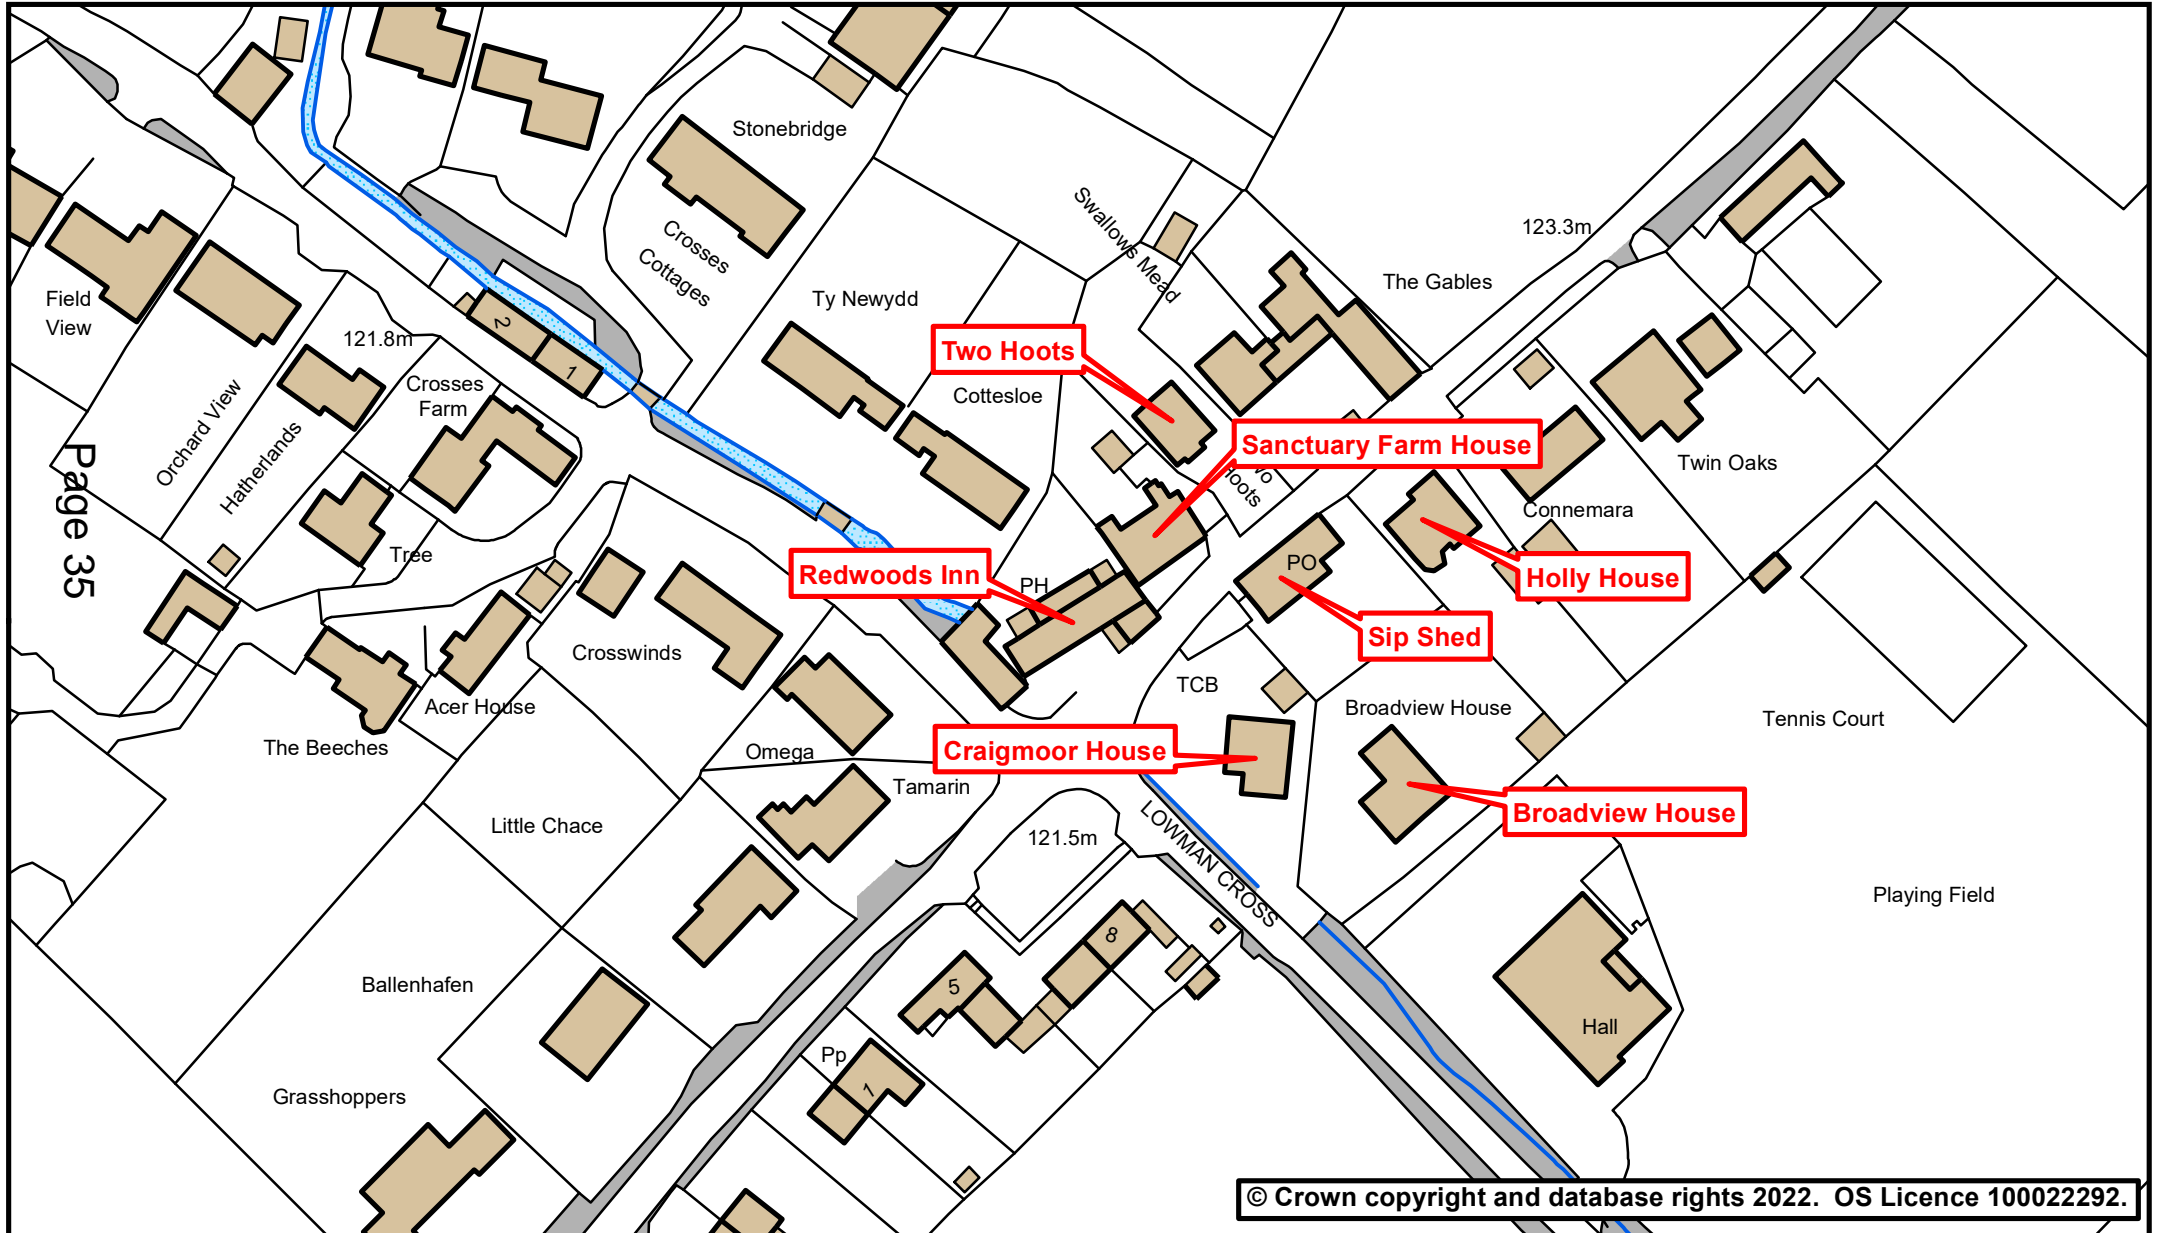 Stonebridge
Swallows Mead
123.3m
Crosses
Cottages
The Gables
Field
View
Ty Newydd
2
121.8m
1
Two Hoots
Crosses
Farm
Cottesloe
Orchard View
Hatherlands
Sanctuary Farm House
Hoots
Twin Oaks
Page 35
Connemara
Tree
PO
Redwoods Inn
PH
Holly House
Sip Shed
Crosswinds
TCB
Acer House
Broadview House
Tennis Court
The Beeches
Omega
Craigmoor House
Tamarin
Broadview House
Little Chace
121.5m
LOWMAN CROSS
Playing Field
8
Ballenhafen
5
Hall
Pp
1
Grasshoppers
© Crown copyright and database rights 2022. OS Licence 100022292.